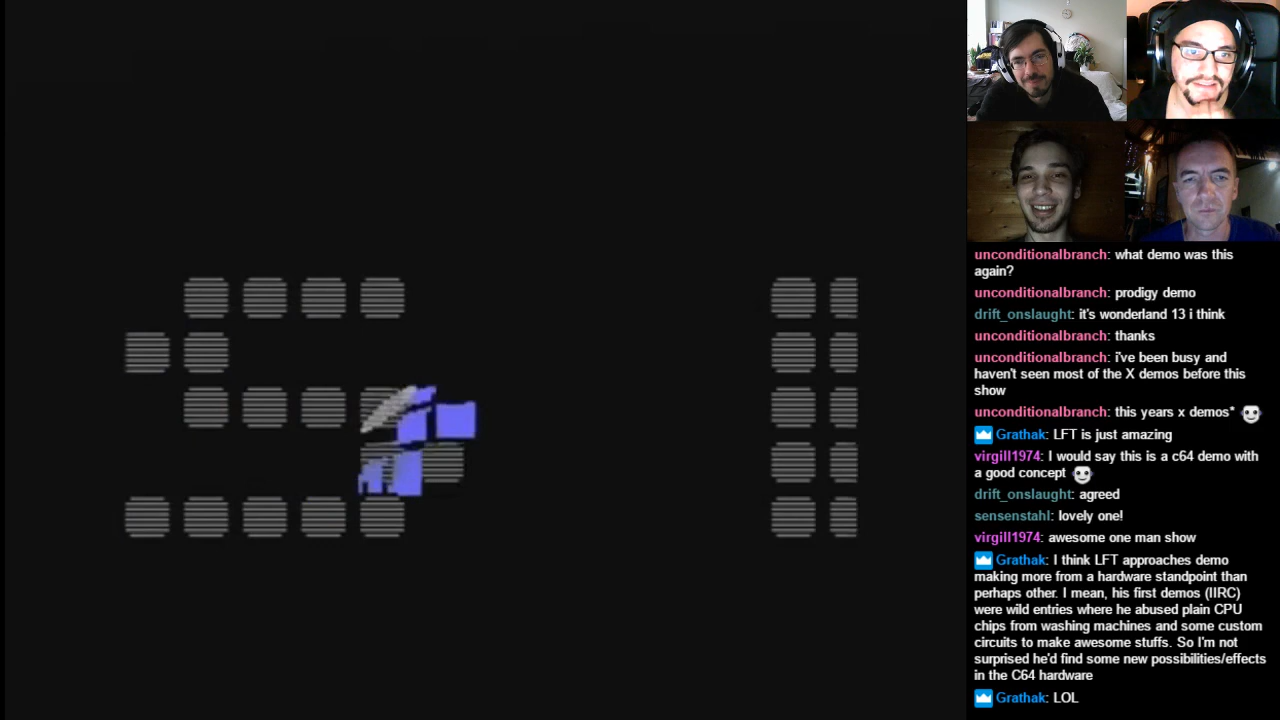 unconditionalbranch: what demo was this
again?
unconditionalbranch: prodigy demo
drift_onslaught: it's wonderland 13 i think
unconditionalbranch: thanks
unconditionalbranch: i've been busy and
haven't seen most of the X demos before this
show
unconditionalbranch: this years x demos*
Grathak: LFT is just amazing
virgill1974: I would say this is a c64 demo with
a good concept
drift_onslaught: agreed
sensenstahl: lovely one!
virgill1974: awesome one man show
Grathak: I think LFT approaches demo
making more from a hardware standpoint than
perhaps other. I mean, his first demos (IIRC)
were wild entries where he abused plain CPU
chips from washing machines and some custom
circuits to make awesome stuffs. So I'm not
surprised he'd find some new possibilities/effects
in the C64 hardware
Grathak: LOL